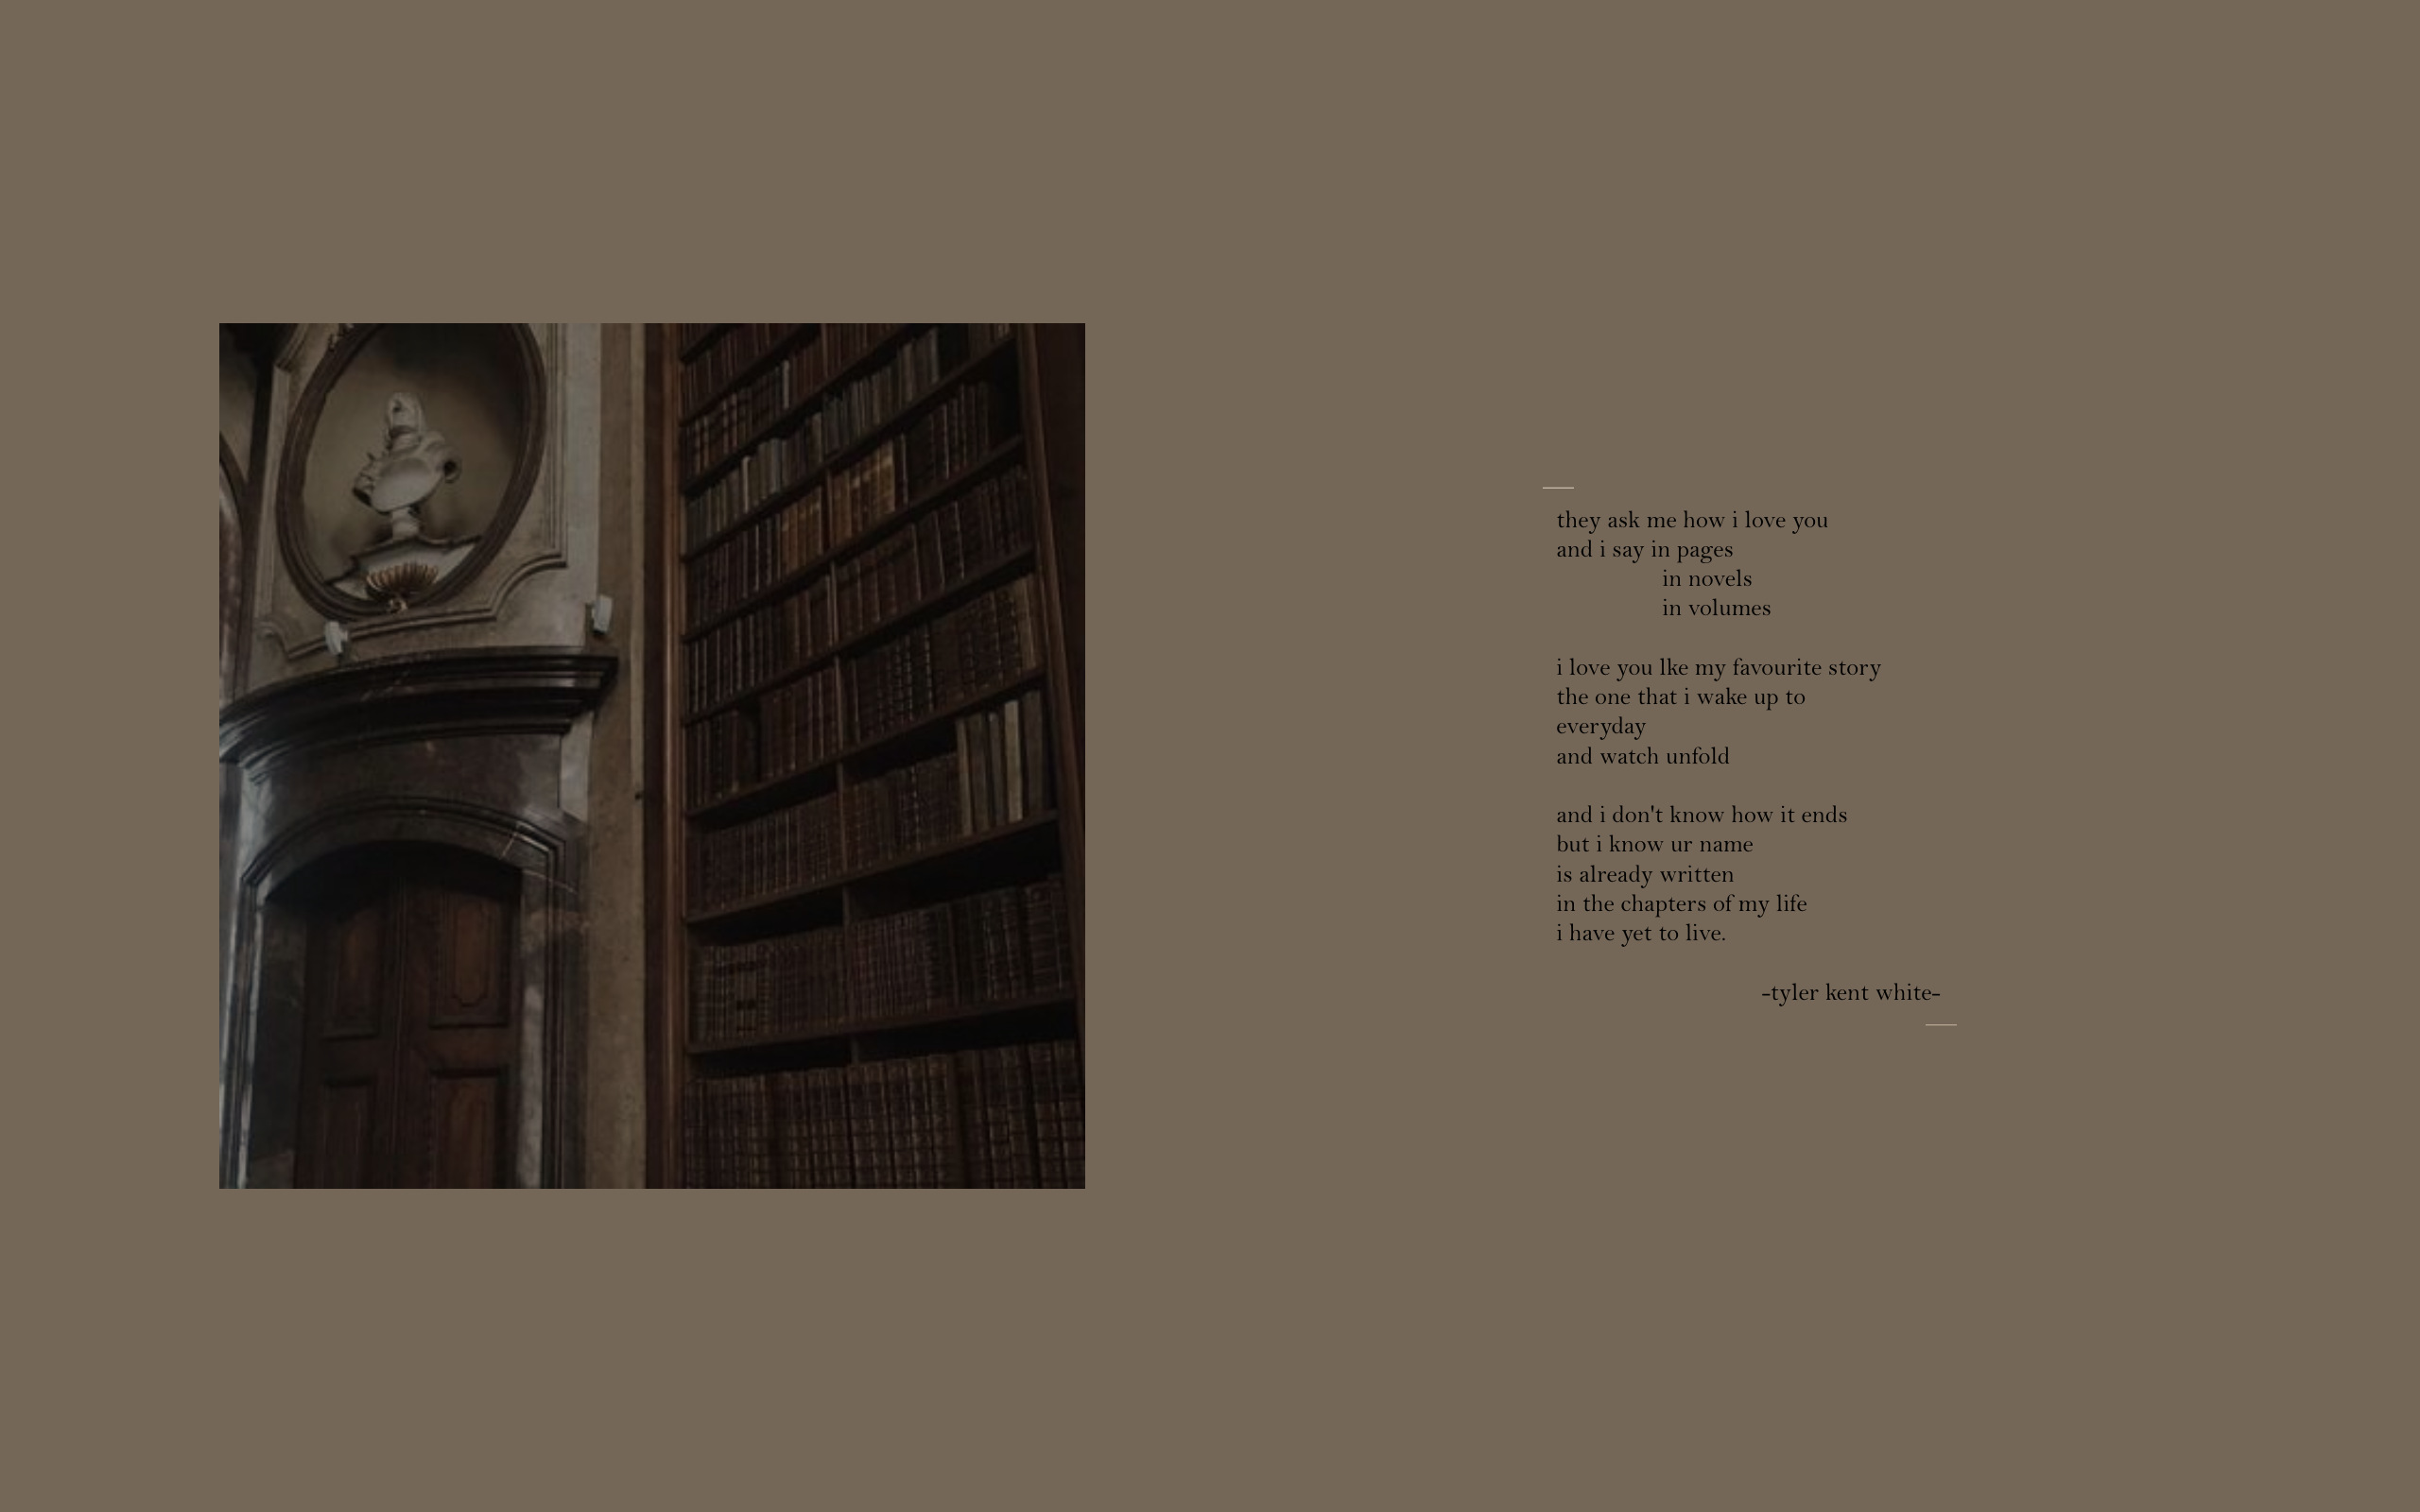 they ask me how i love you
and i say in pages
in novels
in volumes
i love you lke my favourite story
the one that i wake up to
everyday
and watch unfold
and i don't know how it ends
but i know ur name
is already written
in the chapters of my life
i have yet to live.
-tyler kent white-